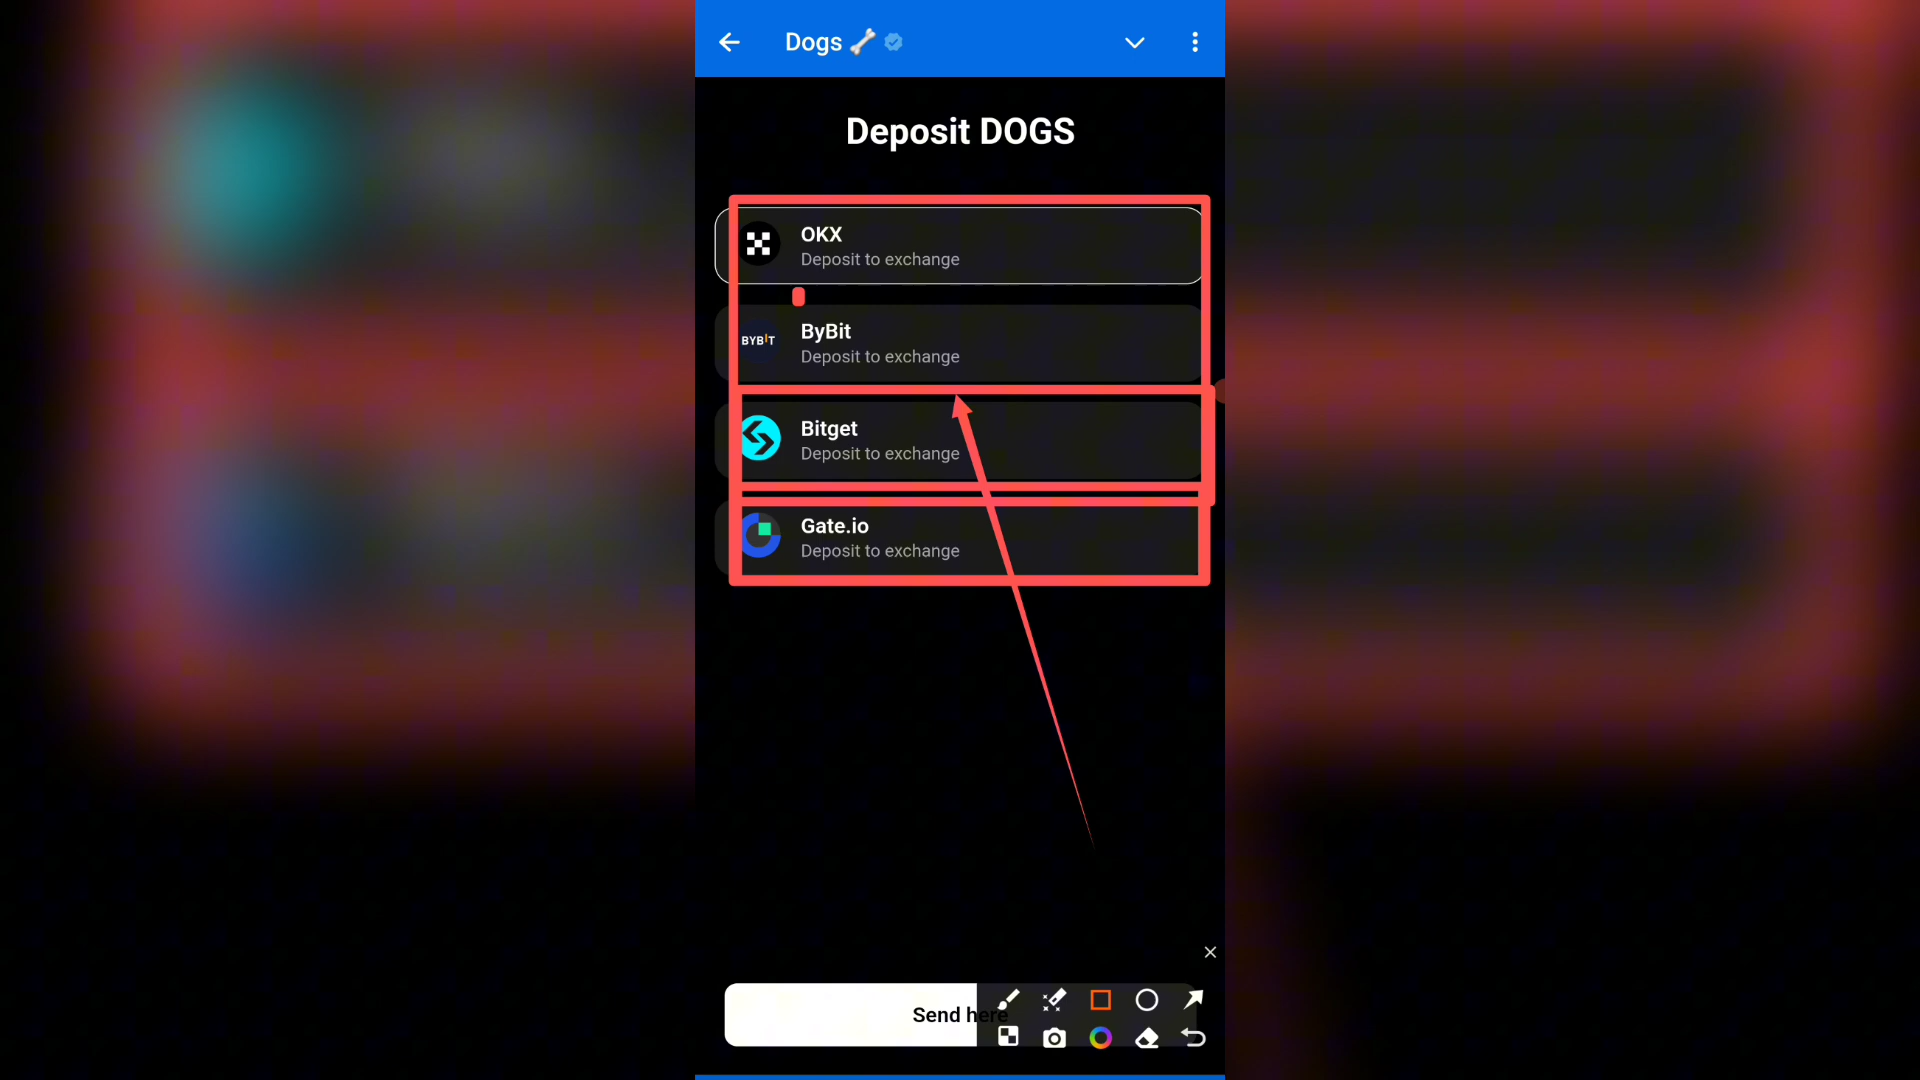 Dogs 🦴
Deposit DOGS
OKX
Deposit to exchange
BYBIT
ByBit
Deposit to exchange
Bitget
Deposit to exchange
Gate.io
Deposit to exchange
Send here